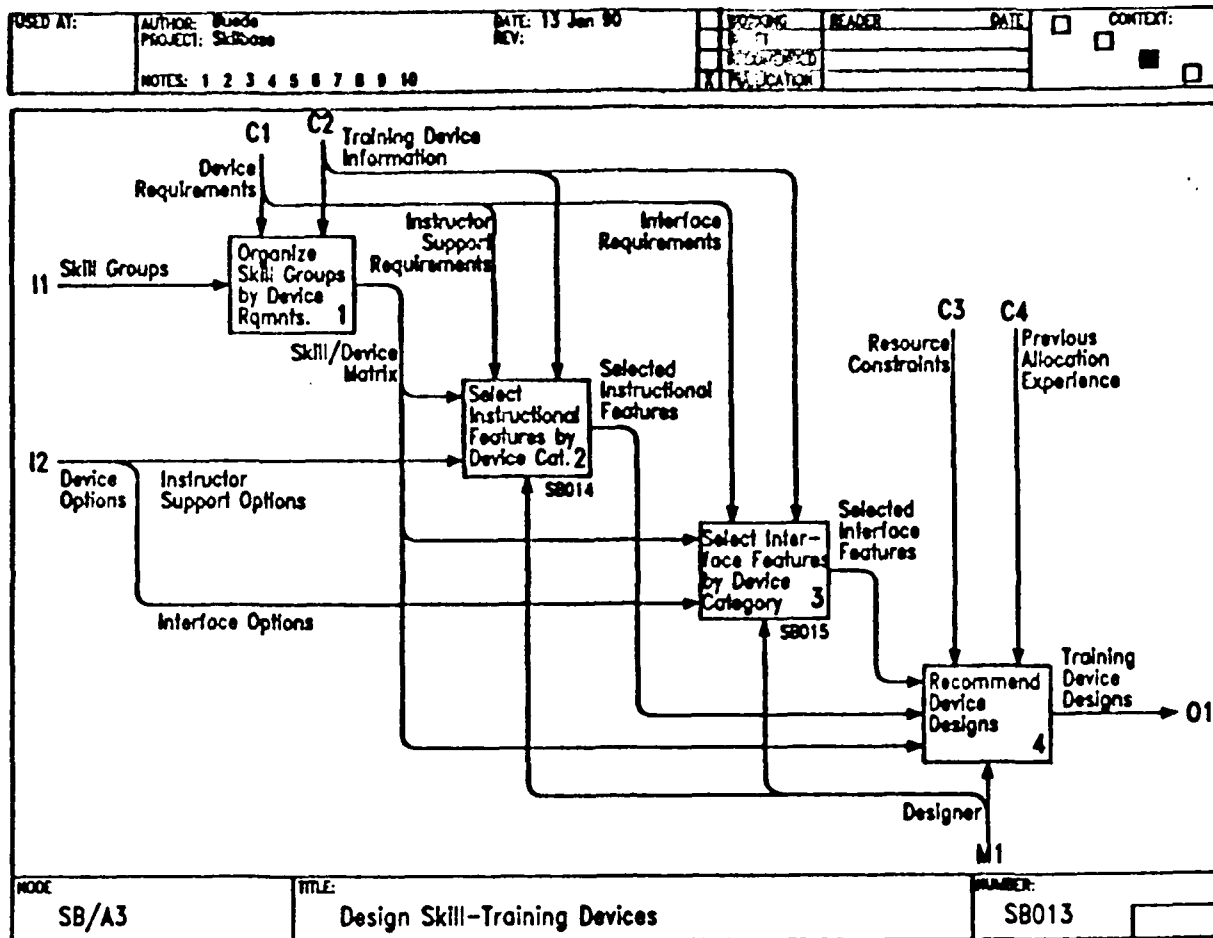 USED AT:
AUTHOR: Buede
DATE: 13 Jan 90
READER
DATE
CONTEXT:
PROJECT: Skillbase
REV:
NOTES: 1 2 3 4 5 6 7 8 9 10
X PUBLICATION
C1
C2
Training Device
Information
Device
Requirements
Instructor
Support
Requirements
Interface
Requirements
I1
Skill Groups
Organize
Skill Groups
by Device
Rqmnts. 1
Skill/Device
Matrix
C3
C4
Resource
Constraints
Previous
Allocation
Experience
Select
Instructional
Features by
Device Cat. 2
SB014
Selected
Instructional
Features
I2
Device
Options
Instructor
Support Options
Select Inter-
face Features
by Device
Category 3
SB015
Selected
Interface
Features
Interface Options
Recommend
Device
Designs
4
Training
Device
Designs
O1
Designer
M1
NODE
SB/A3
TITLE:
Design Skill-Training Devices
NUMBER:
SB013